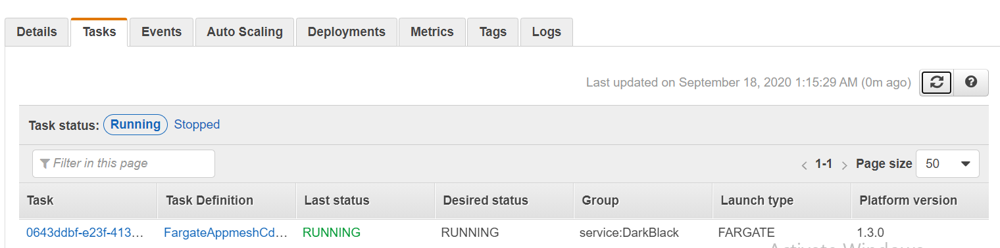 Details Tasks Events Auto Scaling Deployments Metrics Tags Logs
Last updated on September 18, 2020 1:15:29 AM (0m ago)
Task status: Running Stopped
Filter in this page 1-1 Page size 50
Task Task Definition Last status Desired status Group Launch type Platform version
0643ddbf-e23f-413... FargateAppmeshCd... RUNNING RUNNING service:DarkBlack FARGATE 1.3.0
Activate Windows